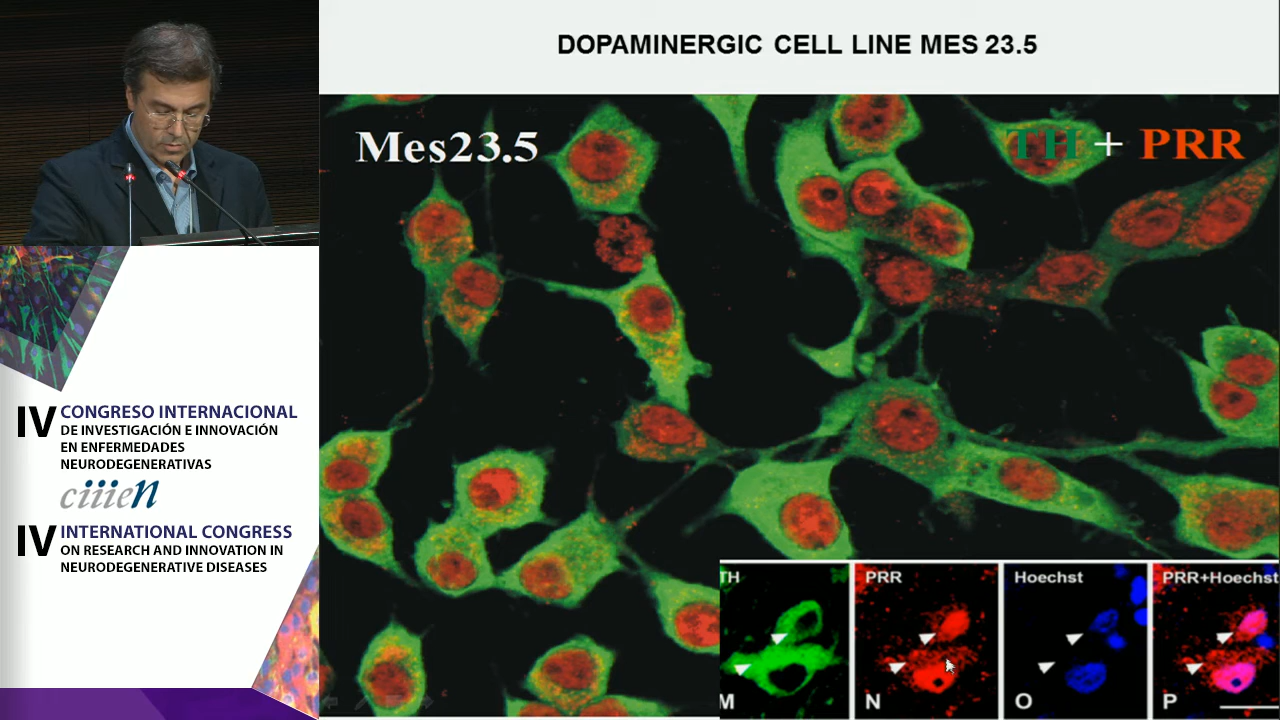 DOPAMINERGIC CELL LINE MES 23.5
Mes23.5
TH + PRR
TH
PRR
Hoechst
PRR+Hoechst
M
N
O
P
IV CONGRESO INTERNACIONAL
DE INVESTIGACIÓN E INNOVACIÓN
EN ENFERMEDADES
NEURODEGENERATIVAS
ciiien
IV INTERNATIONAL CONGRESS
ON RESEARCH AND INNOVATION IN
NEURODEGENERATIVE DISEASES